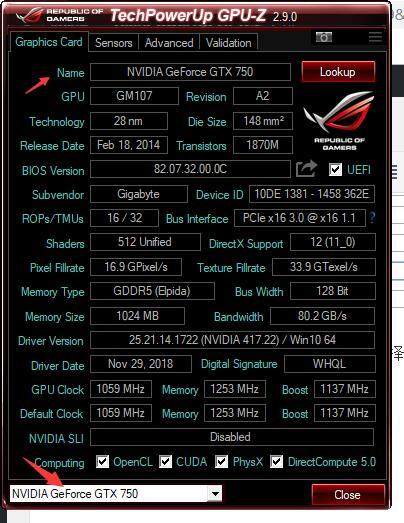 REPUBLIC OF GAMERS TechPowerUp GPU-Z 2.9.0
Graphics Card Sensors Advanced Validation
Name NVIDIA GeForce GTX 750 Lookup
GPU GM107 Revision A2
Technology 28 nm Die Size 148 mm²
Release Date Feb 18, 2014 Transistors 1870M
REPUBLIC OF GAMERS
BIOS Version 82.07.32.00.0C UEFI
Subvendor Gigabyte Device ID 10DE 1381 - 1458 362E
ROPs/TMUs 16 / 32 Bus Interface PCIe x16 3.0 @ x16 1.1 ?
Shaders 512 Unified DirectX Support 12 (11_0)
Pixel Fillrate 16.9 GPixel/s Texture Fillrate 33.9 GTexel/s
Memory Type GDDR5 (Elpida) Bus Width 128 Bit
Memory Size 1024 MB Bandwidth 80.2 GB/s
Driver Version 25.21.14.1722 (NVIDIA 417.22) / Win10 64
Driver Date Nov 29, 2018 Digital Signature WHQL
GPU Clock 1059 MHz Memory 1253 MHz Boost 1137 MHz
Default Clock 1059 MHz Memory 1253 MHz Boost 1137 MHz
NVIDIA SLI Disabled
Computing OpenCL CUDA PhysX DirectCompute 5.0
NVIDIA GeForce GTX 750 Close